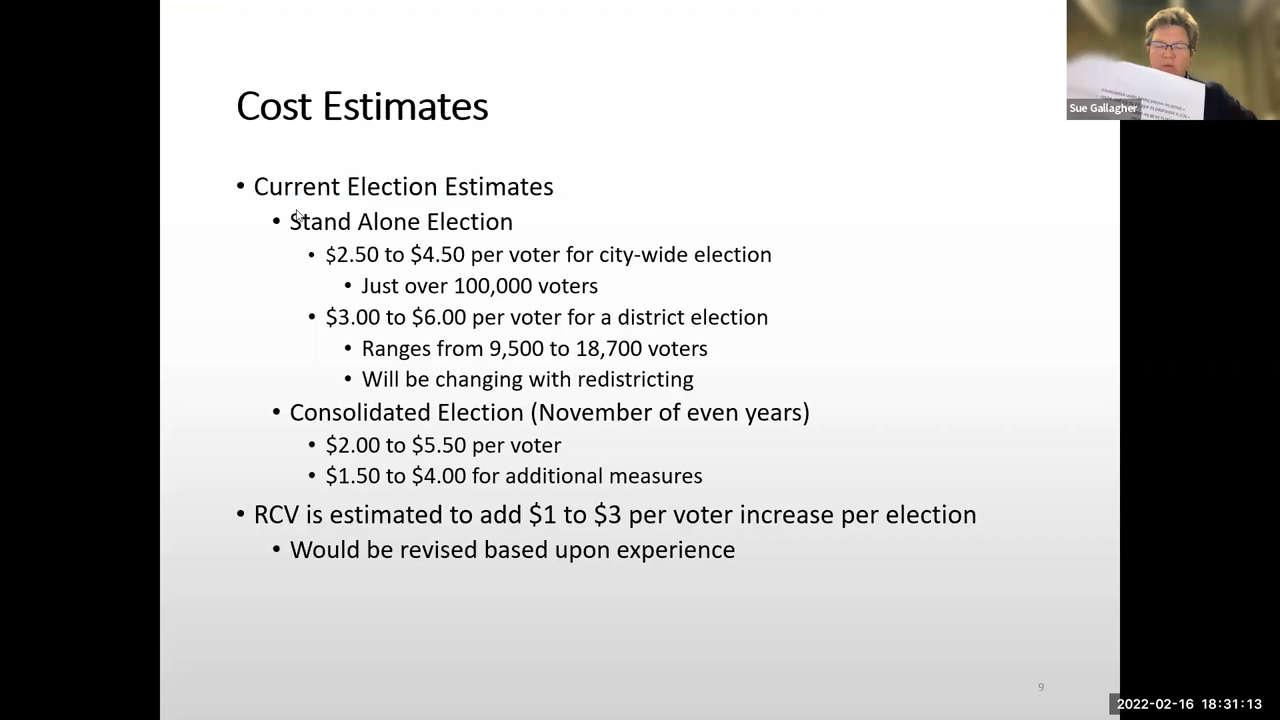 Cost Estimates
• Current Election Estimates
• Stand Alone Election
• $2.50 to $4.50 per voter for city-wide election
• Just over 100,000 voters
• $3.00 to $6.00 per voter for a district election
• Ranges from 9,500 to 18,700 voters
• Will be changing with redistricting
• Consolidated Election (November of even years)
• $2.00 to $5.50 per voter
• $1.50 to $4.00 for additional measures
• RCV is estimated to add $1 to $3 per voter increase per election
• Would be revised based upon experience
9
Sue Gallagher
2022-02-16 18:31:13